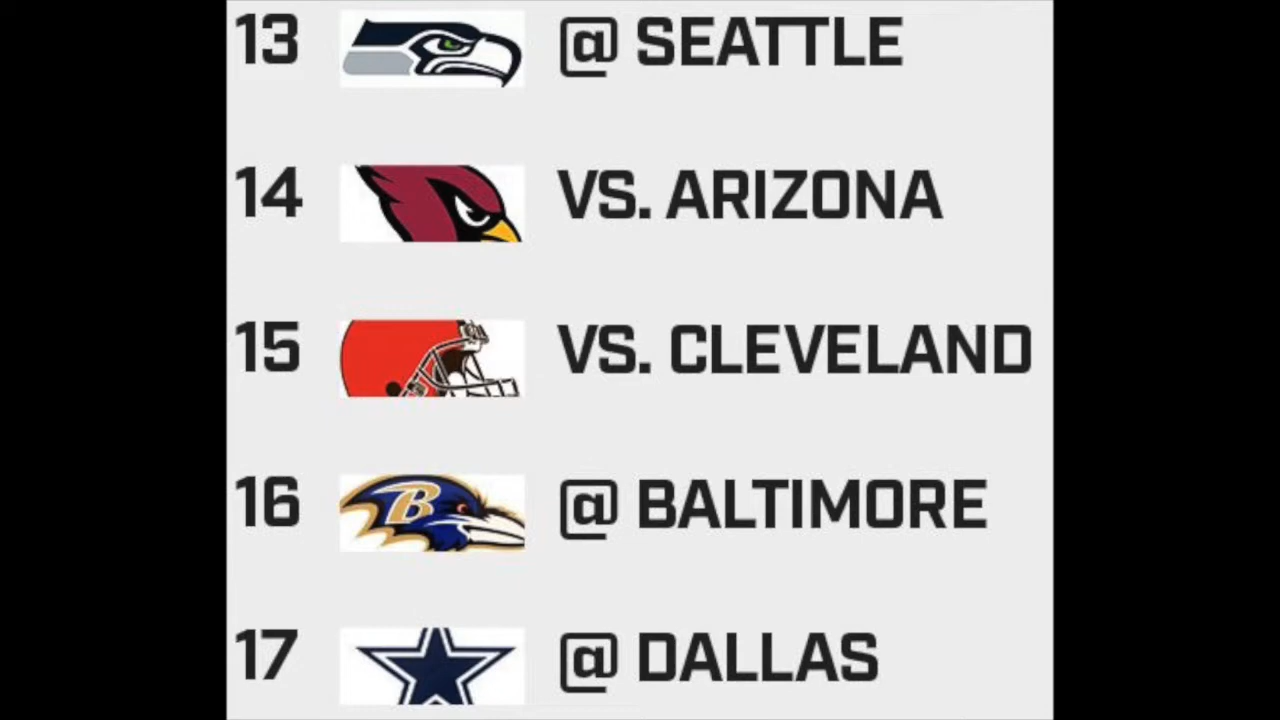 13 @ SEATTLE
14 VS. ARIZONA
15 VS. CLEVELAND
16 B @ BALTIMORE
17 @ DALLAS